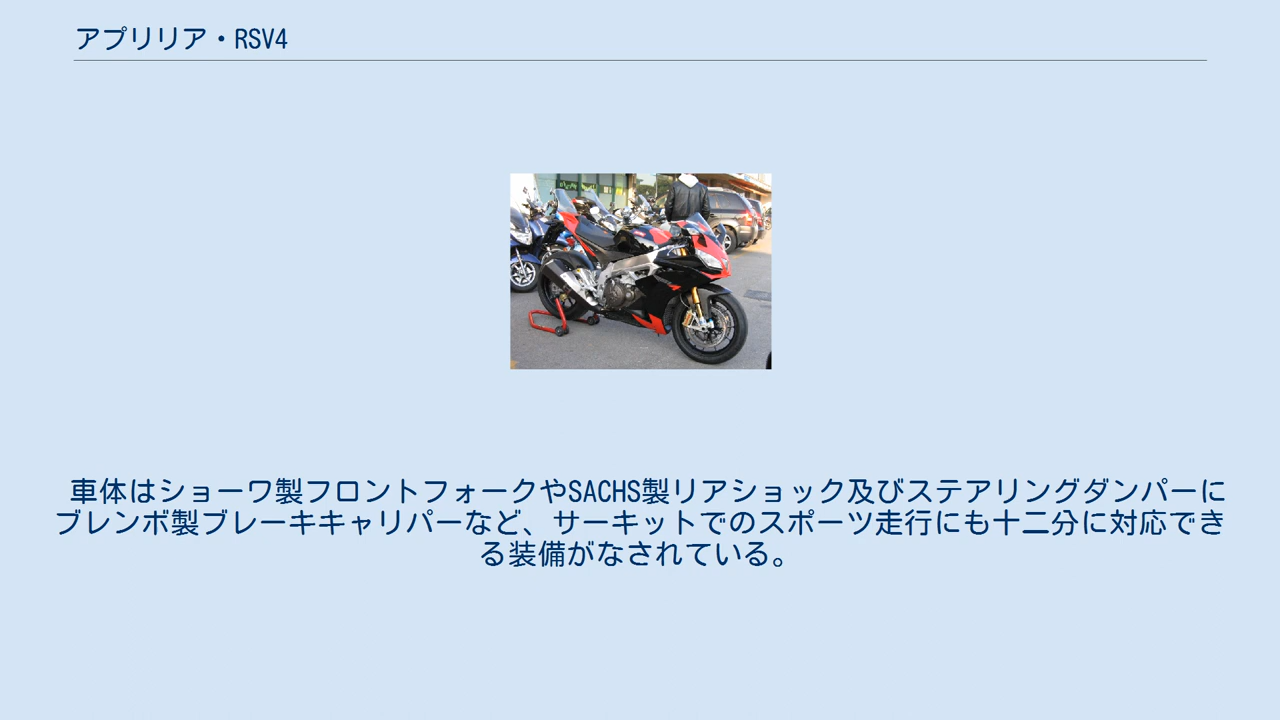 アプリリア・RSV4
車体はショーワ製フロントフォークやSACHS製リアショック及びステアリングダンパーに
ブレンボ製ブレーキキャリパーなど、サーキットでのスポーツ走行にも十二分に対応でき
る装備がなされている。